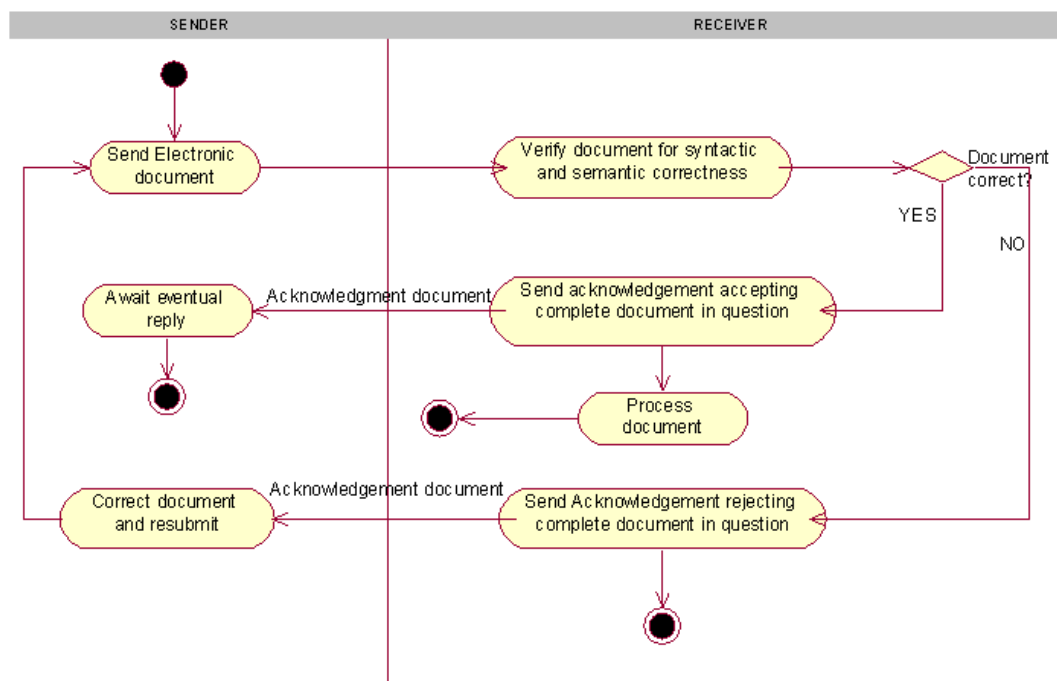 SENDER
RECEIVER
Send Electronic
document
Verify document for syntactic
and semantic correctness
Document
correct?
YES
NO
Await eventual
reply
Acknowledgment document
Send acknowledgement accepting
complete document in question
Process
document
Correct document
and resubmit
Acknowledgement document
Send Acknowledgement rejecting
complete document in question